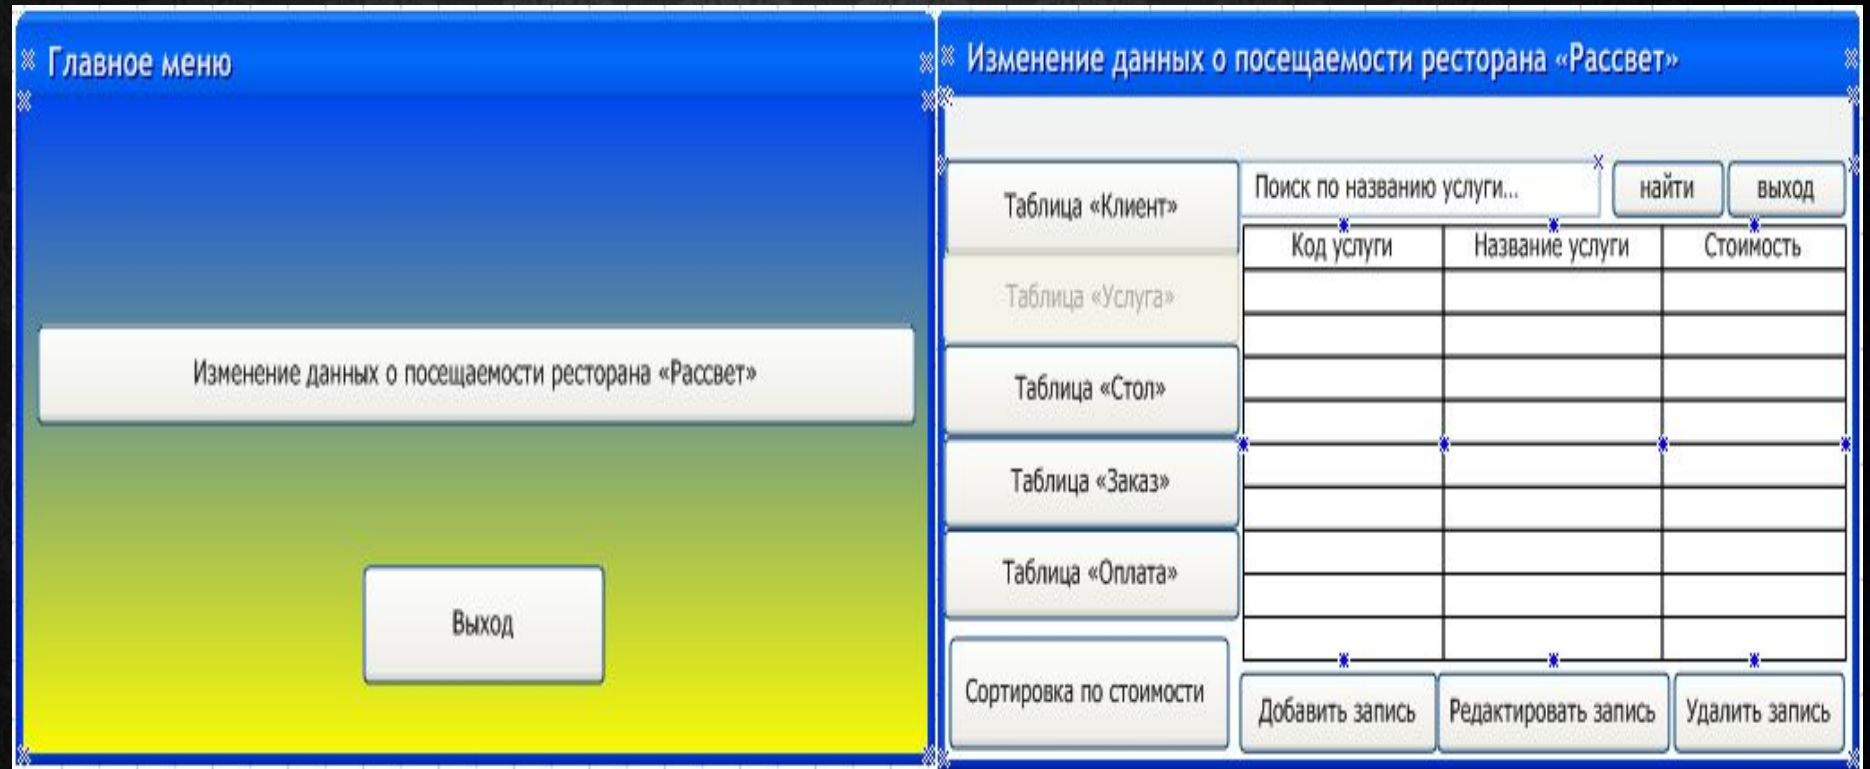 Главное меню
Изменение данных о посещаемости ресторана «Рассвет»
Выход
Изменение данных о посещаемости ресторана «Рассвет»
Таблица «Клиент»
Таблица «Услуга»
Таблица «Стол»
Таблица «Заказ»
Таблица «Оплата»
Сортировка по стоимости
Поиск по названию услуги...
найти
выход
Код услуги
Название услуги
Стоимость
Добавить запись
Редактировать запись
Удалить запись